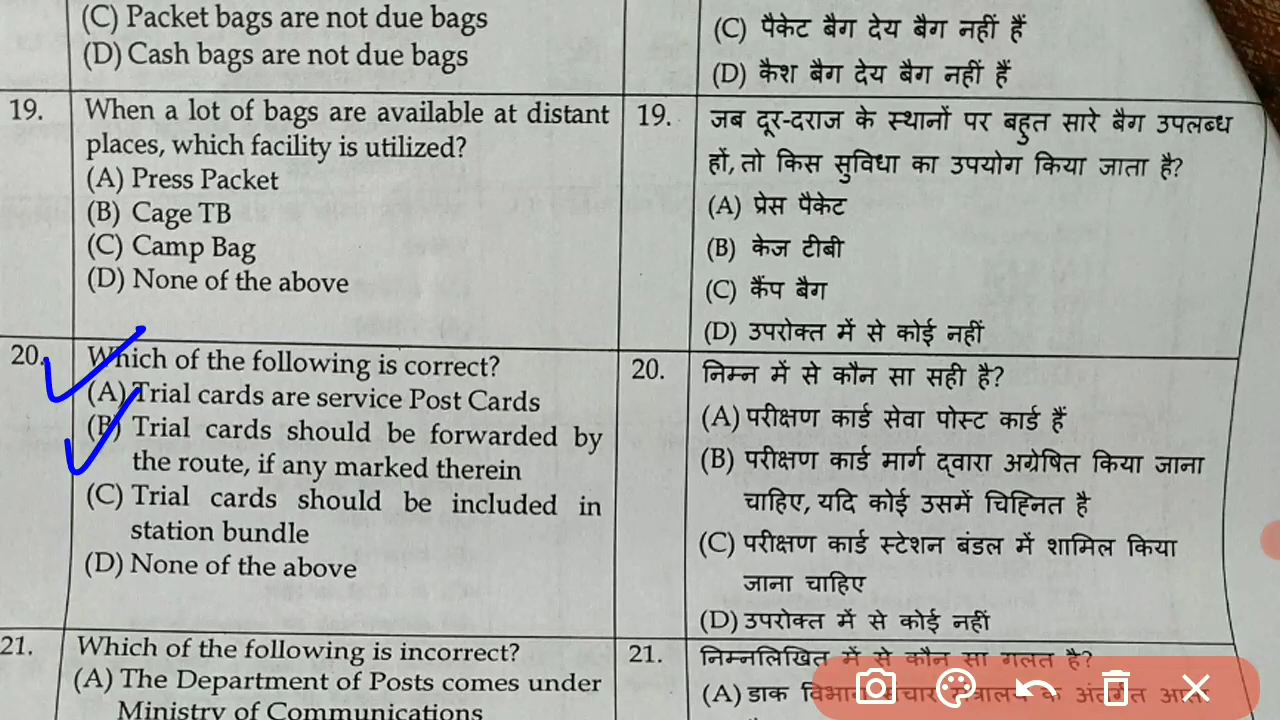 (C) Packet bags are not due bags
(D) Cash bags are not due bags
(C) पैकेट बैग देय बैग नहीं हैं
(D) कैश बैग देय बैग नहीं हैं
19. When a lot of bags are available at distant
places, which facility is utilized?
(A) Press Packet
(B) Cage TB
(C) Camp Bag
(D) None of the above
19. जब दूर-दराज के स्थानों पर बहुत सारे बैग उपलब्ध
हों, तो किस सुविधा का उपयोग किया जाता है?
(A) प्रेस पैकेट
(B) केज टीबी
(C) कैंप बैग
(D) उपरोक्त में से कोई नहीं
20. Which of the following is correct?
(A) Trial cards are service Post Cards
(B) Trial cards should be forwarded by
the route, if any marked therein
(C) Trial cards should be included in
station bundle
(D) None of the above
20. निम्न में से कौन सा सही है?
(A) परीक्षण कार्ड सेवा पोस्ट कार्ड हैं
(B) परीक्षण कार्ड मार्ग द्वारा अग्रेषित किया जाना
चाहिए, यदि कोई उसमें चिह्नित है
(C) परीक्षण कार्ड स्टेशन बंडल में शामिल किया
जाना चाहिए
(D) उपरोक्त में से कोई नहीं
21. Which of the following is incorrect?
(A) The Department of Posts comes under
Ministry of Communications
21. निम्नलिखित में से कौन सा गलत है?
(A) डाक विभाग संचार मंत्रालय के अंतर्गत आता